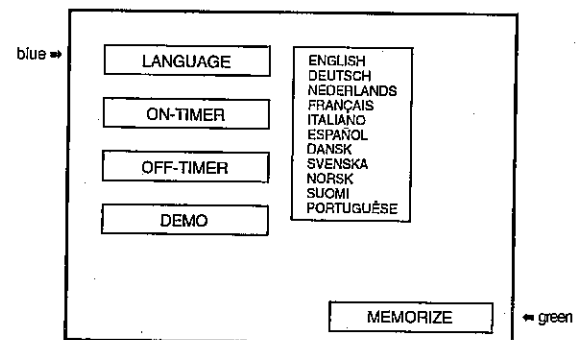 blue ➡
LANGUAGE
ON-TIMER
OFF-TIMER
DEMO
ENGLISH
DEUTSCH
NEDERLANDS
FRANÇAIS
ITALIANO
ESPAÑOL
DANSK
SVENSKA
NORSK
SUOMI
PORTUGUÊSE
MEMORIZE
⬅ green